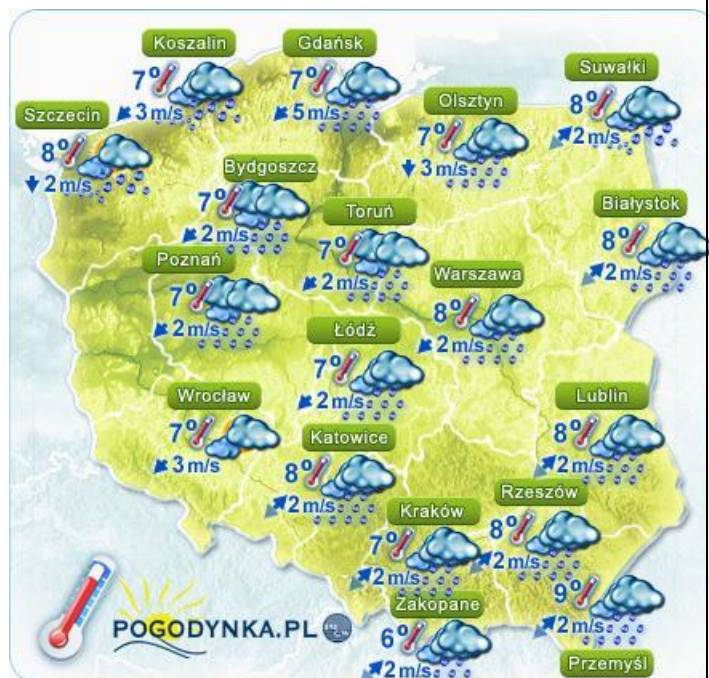 Koszalin
7°
3 m/s
Gdańsk
7°
5 m/s
Suwałki
8°
2 m/s
Szczecin
8°
2 m/s
Olsztyn
7°
3 m/s
Bydgoszcz
7°
2 m/s
Toruń
7°
2 m/s
Białystok
8°
2 m/s
Poznań
7°
2 m/s
Warszawa
8°
2 m/s
Łódź
7°
2 m/s
Wrocław
7°
3 m/s
Katowice
8°
2 m/s
Lublin
8°
2 m/s
Kraków
7°
2 m/s
Rzeszów
8°
2 m/s
Zakopane
6°
2 m/s
9°
2 m/s
Przemyśl
POGODYNKA.PL